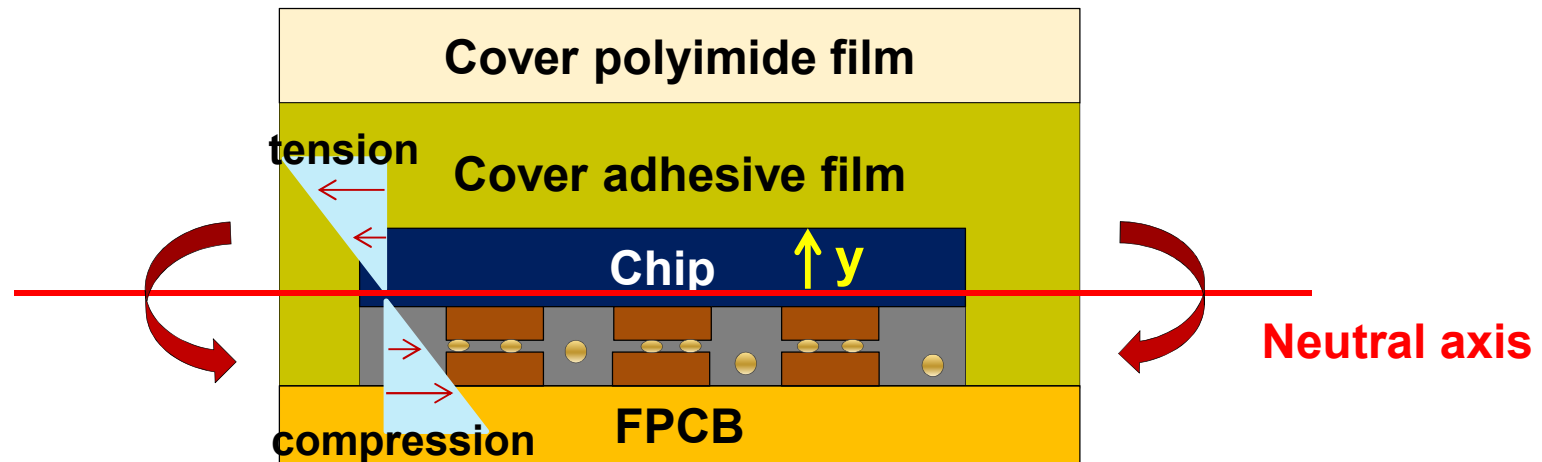 Cover polyimide film
tension
Cover adhesive film
Chip
y
Neutral axis
FPCB
compression